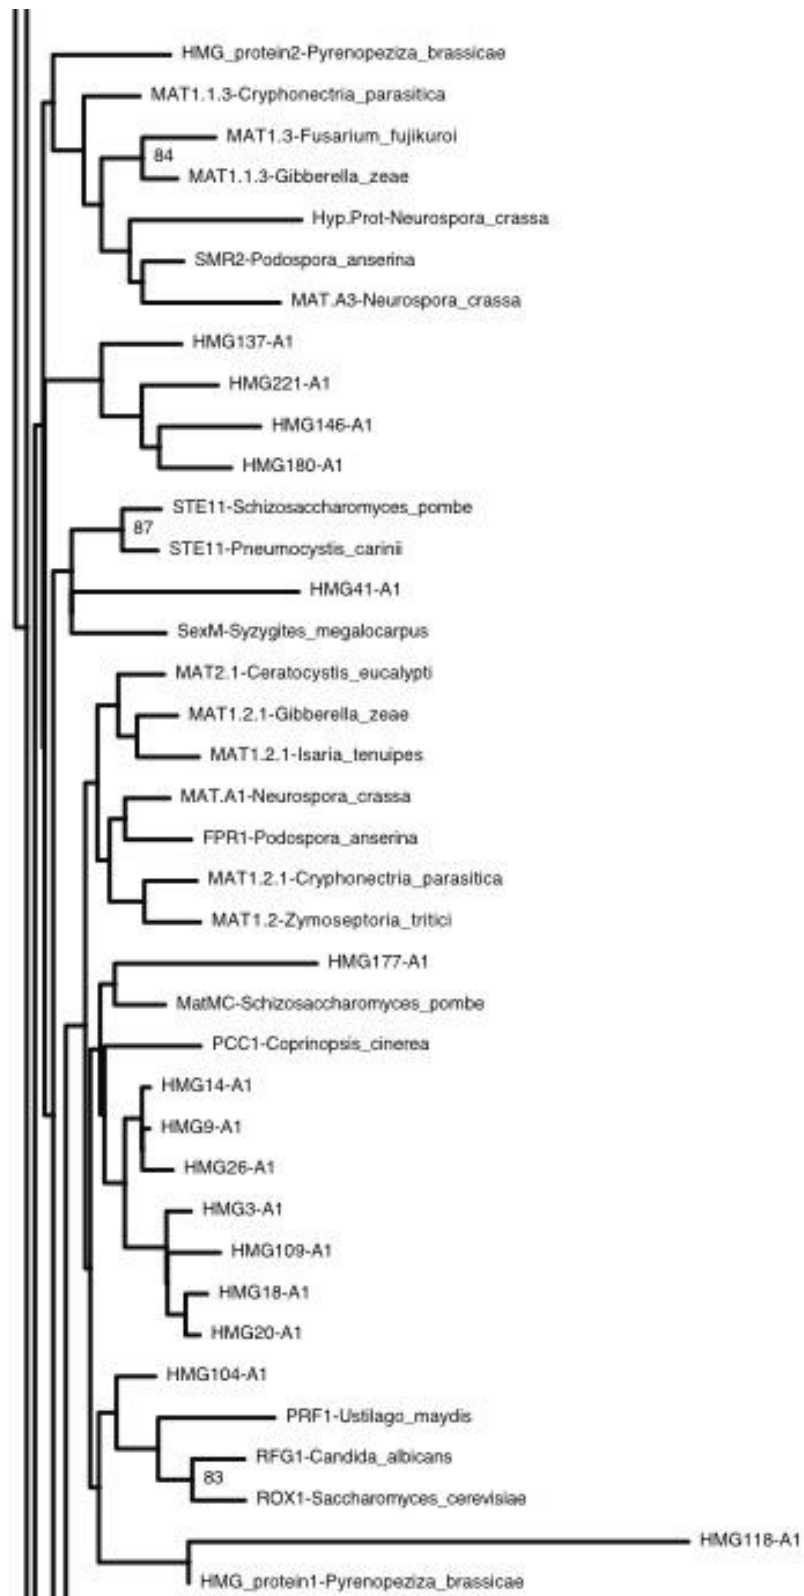 HMG_protein2-Pyrenopeziza_brassicae
MAT1.1.3-Cryphonectria_parasitica
MAT1.3-Fusarium_fujikuroi
84
MAT1.1.3-Gibberella_zeae
Hyp.Prot-Neurospora_crassa
SMR2-Podospora_anserina
MAT.A3-Neurospora_crassa
HMG137-A1
HMG221-A1
HMG146-A1
HMG180-A1
STE11-Schizosaccharomyces_pombe
87
STE11-Pneumocystis_carinii
HMG41-A1
SexM-Syzygites_megalocarpus
MAT2.1-Ceratocystis_eucalypti
MAT1.2.1-Gibberella_zeae
MAT1.2.1-Isaria_tenuipes
MAT.A1-Neurospora_crassa
FPR1-Podospora_anserina
MAT1.2.1-Cryphonectria_parasitica
MAT1.2-Zymoseptoria_tritici
HMG177-A1
MatMC-Schizosaccharomyces_pombe
PCC1-Coprinopsis_cinerea
HMG14-A1
HMG9-A1
HMG26-A1
HMG3-A1
HMG109-A1
HMG18-A1
HMG20-A1
HMG104-A1
PRF1-Ustilago_maydis
RFG1-Candida_albicans
83
ROX1-Saccharomyces_cerevisiae
HMG118-A1
HMG_protein1-Pyrenopeziza_brassicae